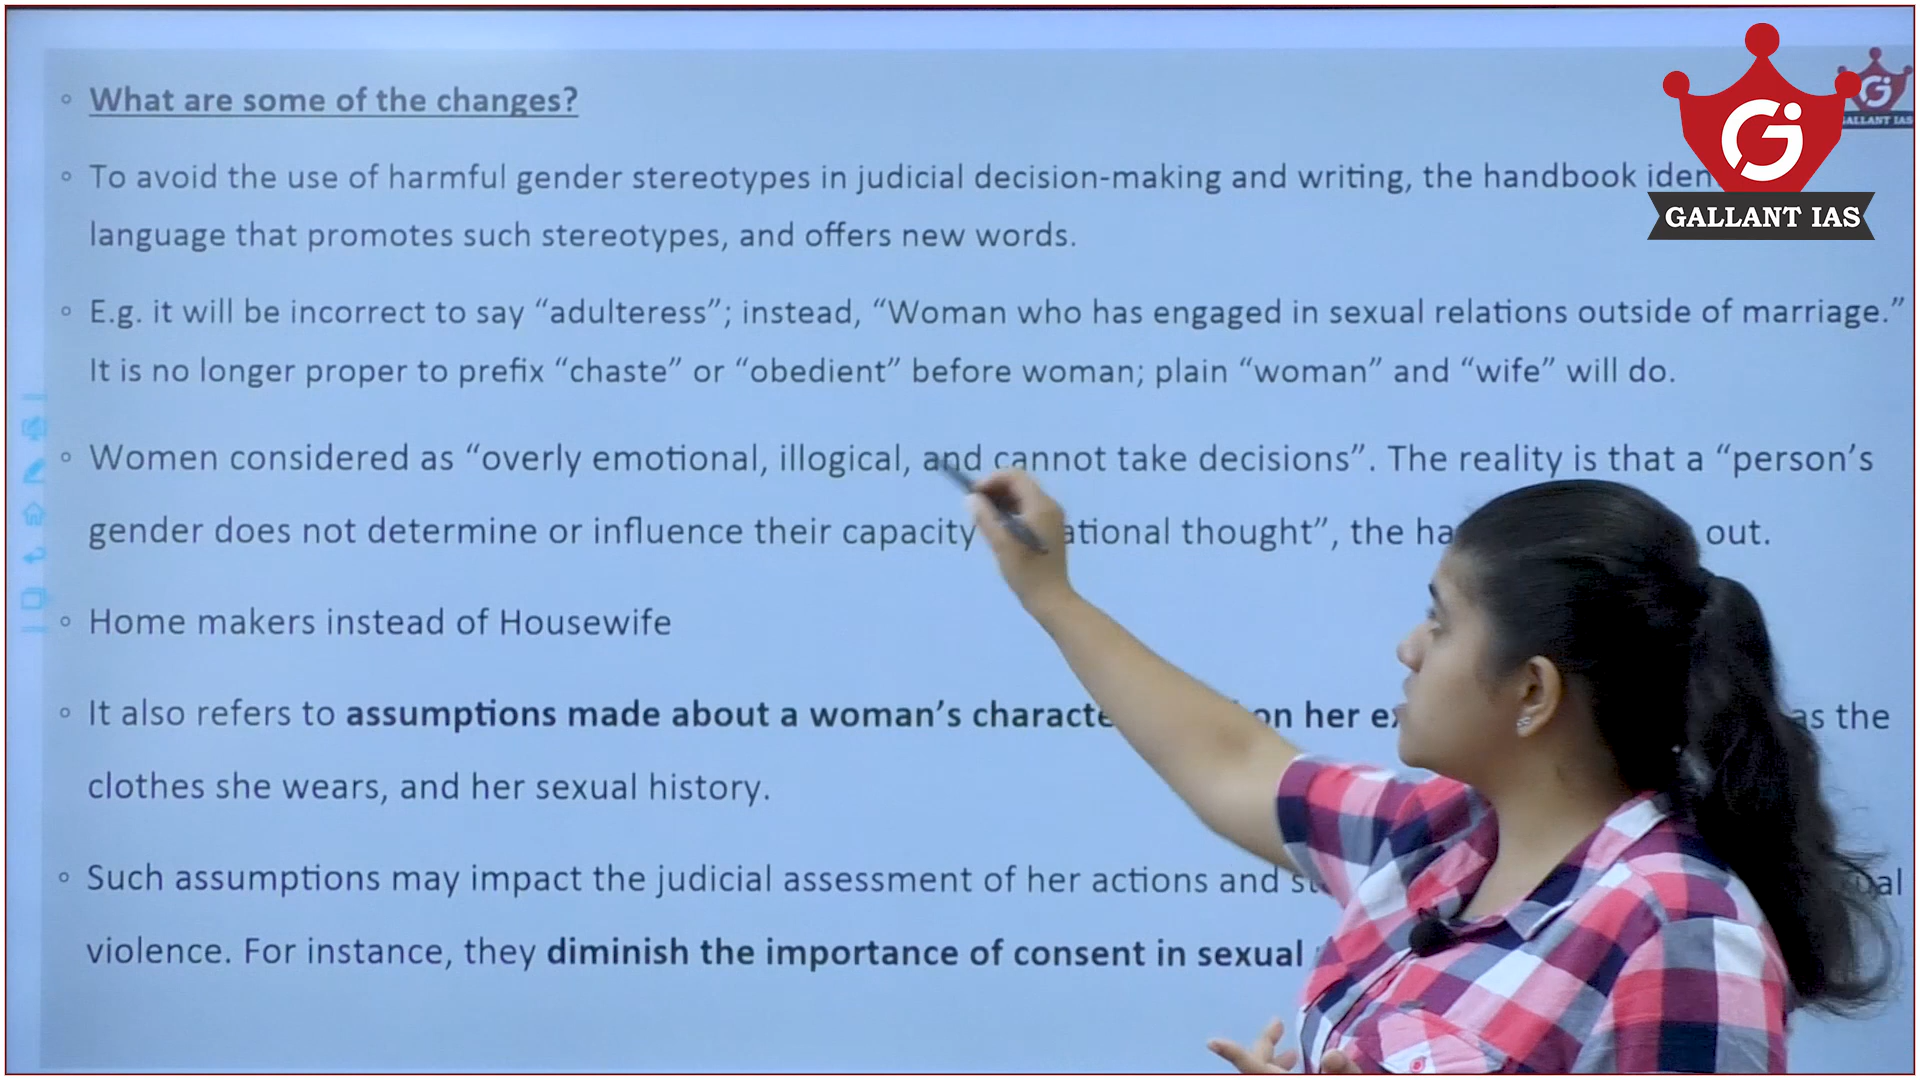 What are some of the changes?
To avoid the use of harmful gender stereotypes in judicial decision-making and writing, the handbook
language that promotes such stereotypes, and offers new words.
E.g. it will be incorrect to say “adulteress”; instead, “Woman who has engaged in sexual relations outside of marriage.”
It is no longer proper to prefix “chaste” or “obedient” before woman; plain “woman” and “wife” will do.
Women considered as “overly emotional, illogical, and cannot take decisions”. The reality is that a “person’s
gender does not determine or influence their capacity thought”, the out.
Home makers instead of Housewife
It also refers to assumptions made about a woman’s on her as the
clothes she wears, and her sexual history.
Such assumptions may impact the judicial assessment of her actions and
violence. For instance, they diminish the importance of consent in sexual
GALLANT IAS
GALLANT IAS